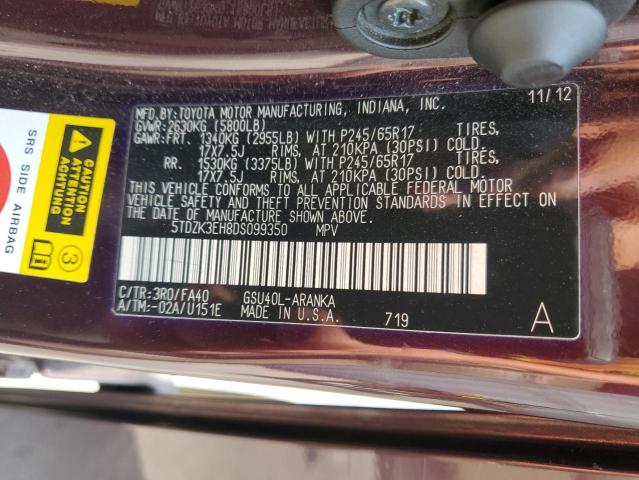 11/12
MFD.BY:TOYOTA MOTOR MANUFACTURING, INDIANA, INC.
GVWR:2630KG (5800LB)
GAWR:FRT. 1340KG (2955LB) WITH P245/65R17 TIRES,
17X7.5J RIMS, AT 210KPA (30PSI) COLD.
RR. 1530KG (3375LB) WITH P245/65R17 TIRES,
17X7.5J RIMS, AT 210KPA (30PSI) COLD.
THIS VEHICLE CONFORMS TO ALL APPLICABLE FEDERAL MOTOR
VEHICLE SAFETY AND THEFT PREVENTION STANDARDS IN EFFECT ON
THE DATE OF MANUFACTURE SHOWN ABOVE.
5TDZK3EH8DS099350 MPV
C/TR:3R0/FA40 GSU40L-ARANKA
A/TM:-02A/U151E MADE IN U.S.A. 719 A
SRS SIDE AIRBAG
CAUTION
ATTENTION
ACHTUNG
3